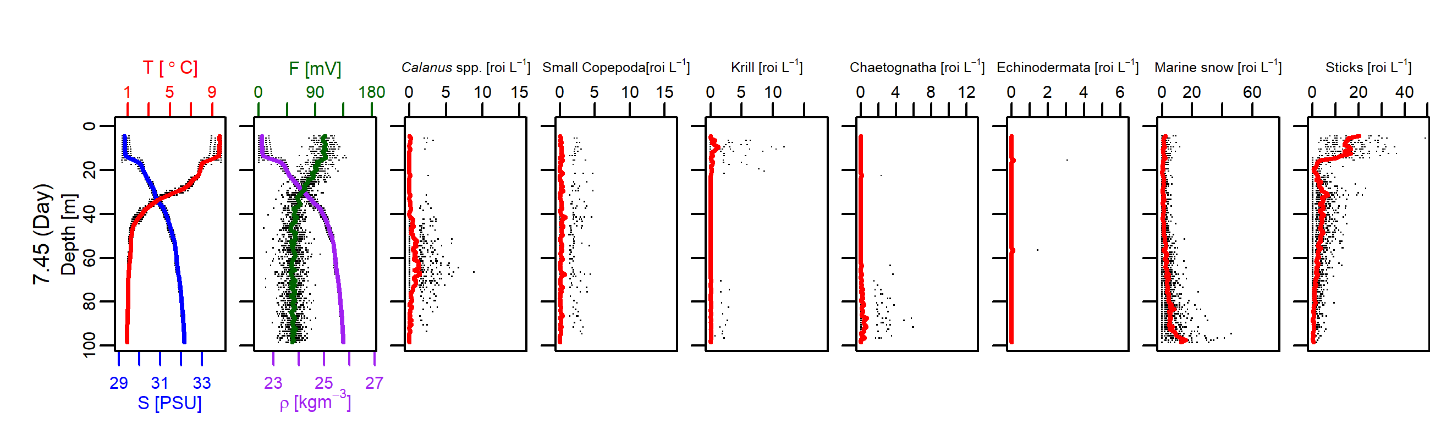 T [ ° C]
F [mV]
Calanus spp. [roi L⁻¹]
Small Copepoda[roi L⁻¹]
Krill [roi L⁻¹]
Chaetognatha [roi L⁻¹]
Echinodermata [roi L⁻¹]
Marine snow [roi L⁻¹]
Sticks [roi L⁻¹]
1 5 9
0 90 180
0 5 10 15
0 5 10 15
0 5 10
0 4 8 12
0 2 4 6
0 20 60
0 20 40
7.45 (Day)
Depth [m]
0 20 40 60 80 100
29 31 33
S [PSU]
23 25 27
ρ [kgm⁻³]